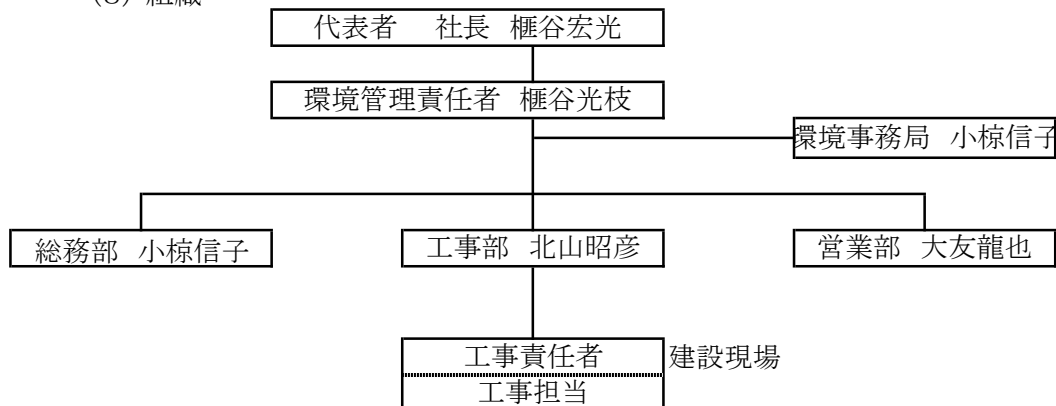 (3) 組織
代表者 社長 榧谷宏光
環境管理責任者 榧谷光枝
環境事務局 小椋信子
総務部 小椋信子
工事部 北山昭彦
営業部 大友龍也
工事責任者 建設現場
工事担当